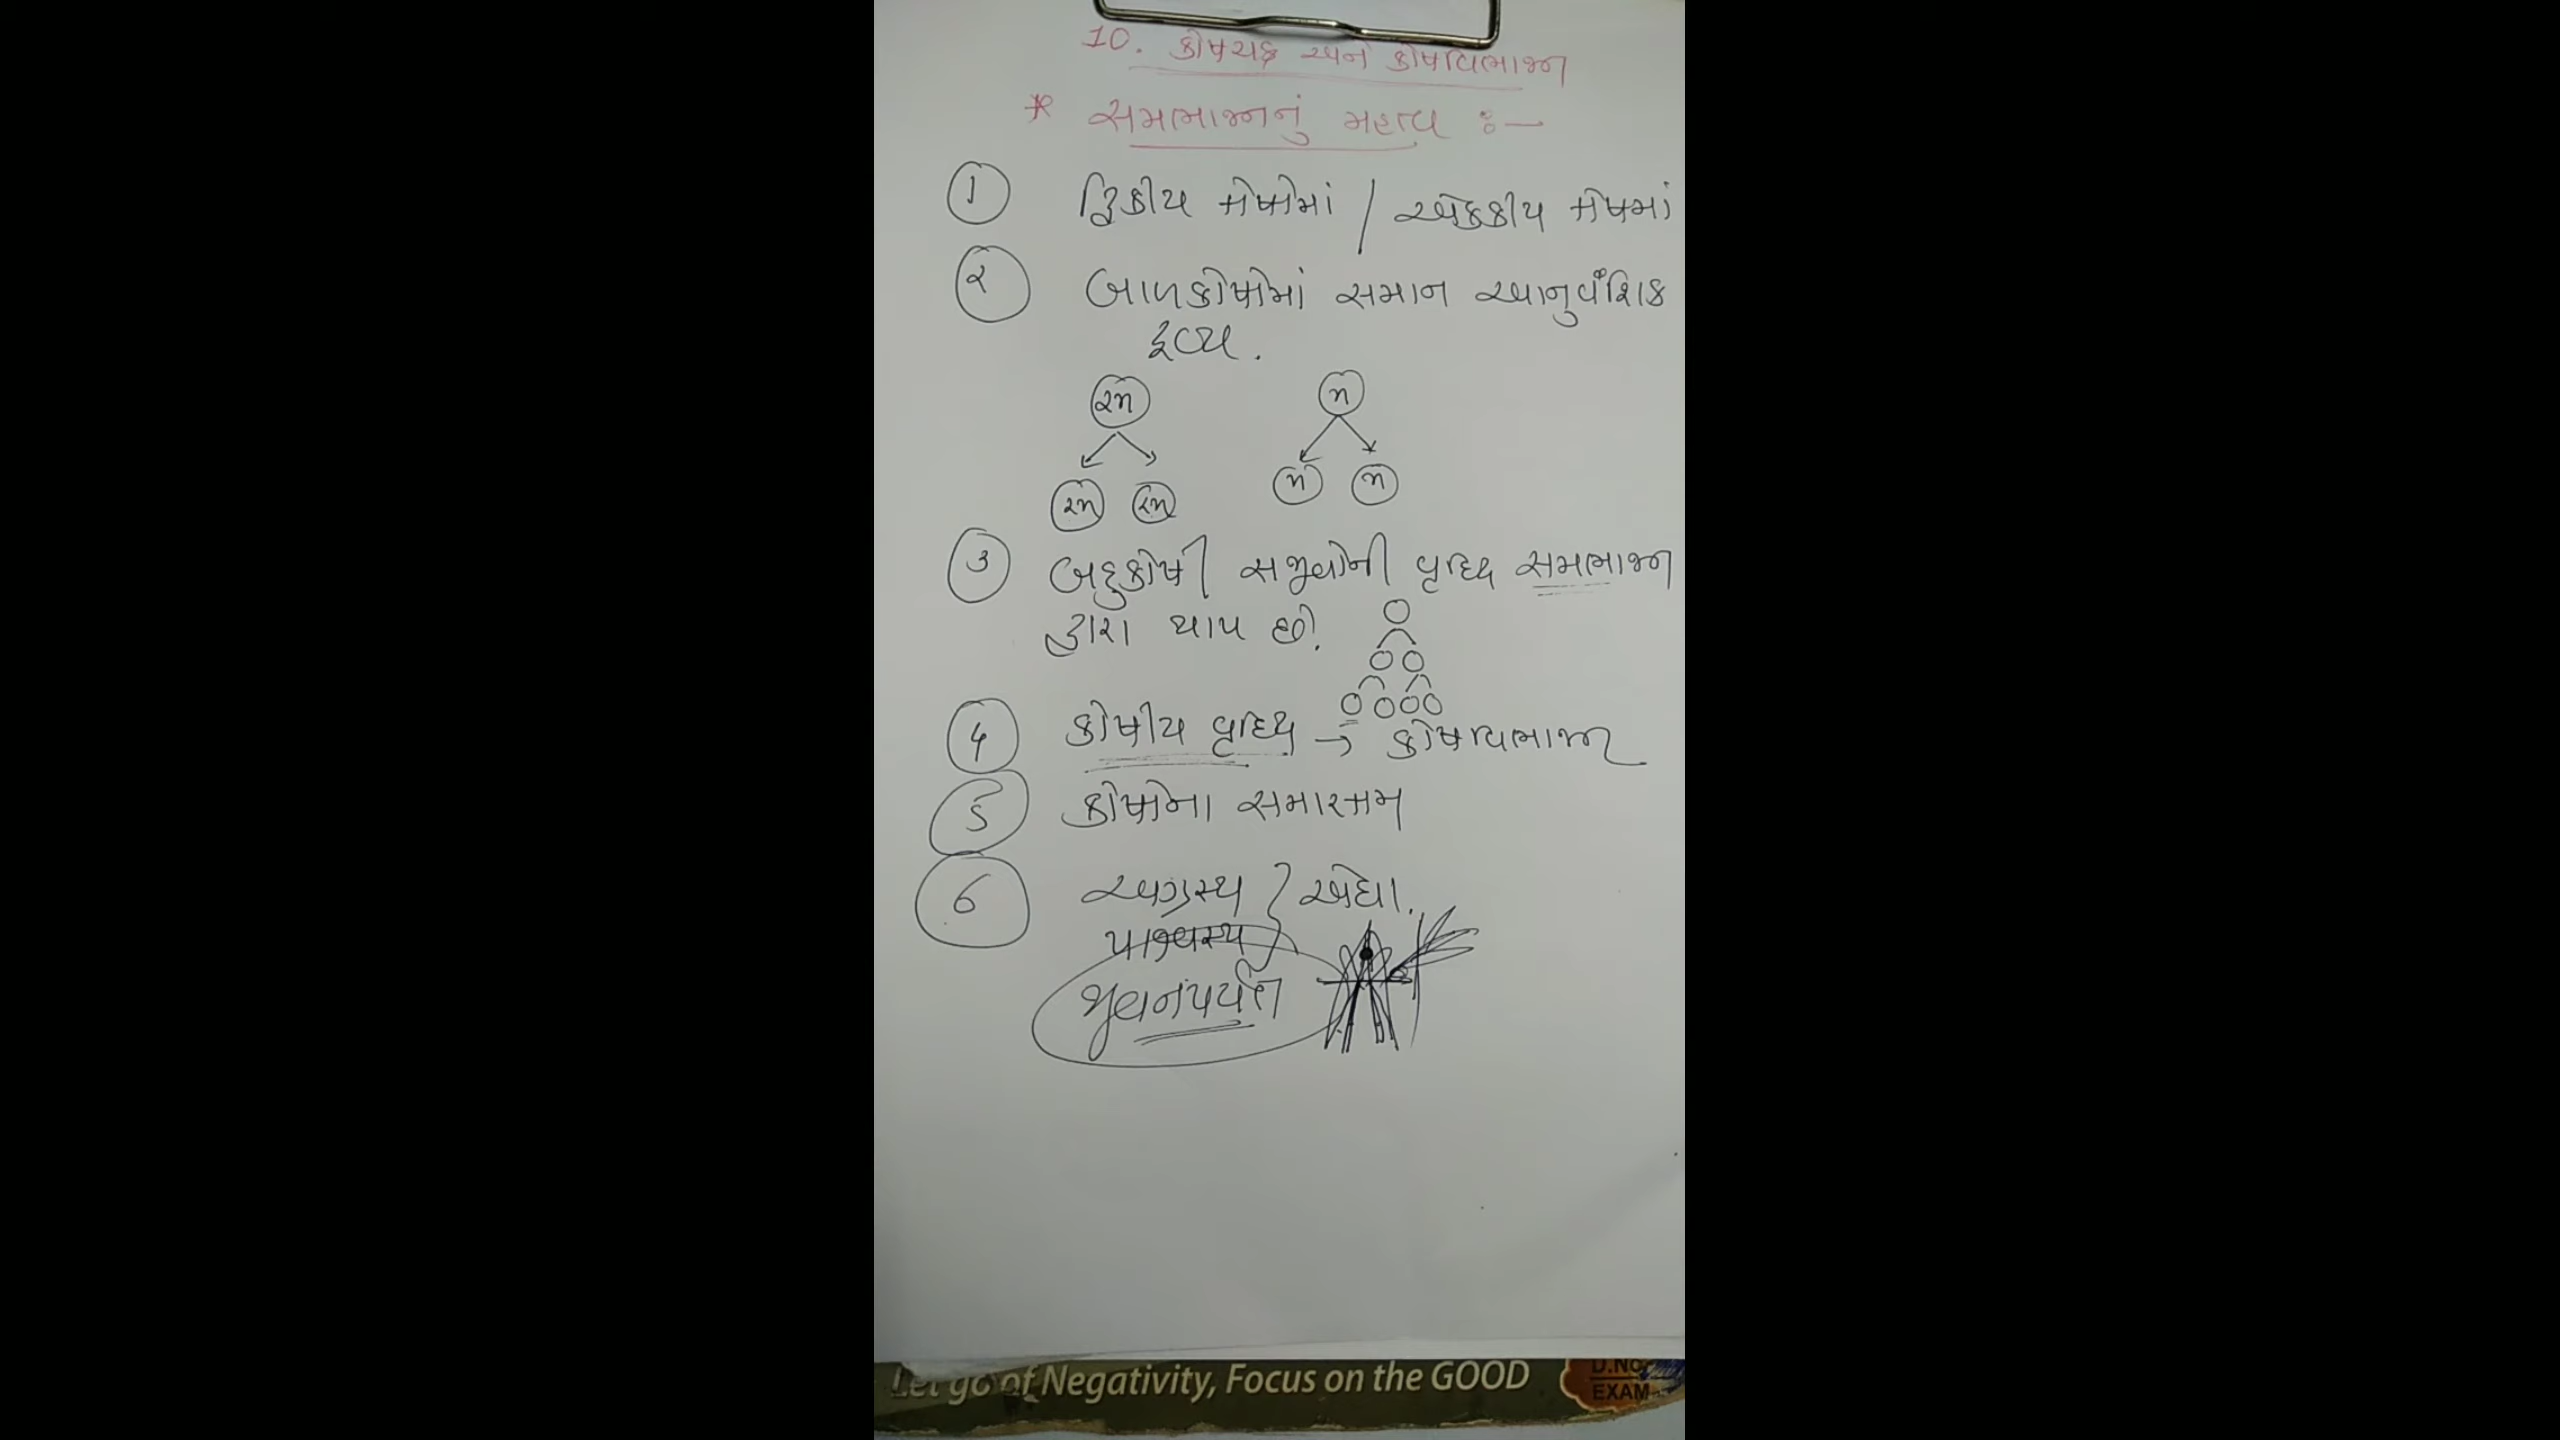 10. કોષચક્ર અને કોષવિભાજન
* સમભાજનનું મહત્વ :-
1 દ્વિકીય કોષોમાં / એકકીય કોષમાં
૨ બાળકોષોમાં સમાન આનુવંશિક
દ્રવ્ય.
2n n
2n 2n n n
3 બહુકોષી સજીવોની વૃદ્ધિ સમભાજન
દ્વારા થાય છે.
4 કોષીય વૃદ્ધિ → કોષવિભાજન
5 કોષોના સમારકામ
6 અગ્રસ્થ } એધા.
પાર્શ્વસ્થ
જીવનપર્યંત
Let go of Negativity, Focus on the GOOD
EXAM